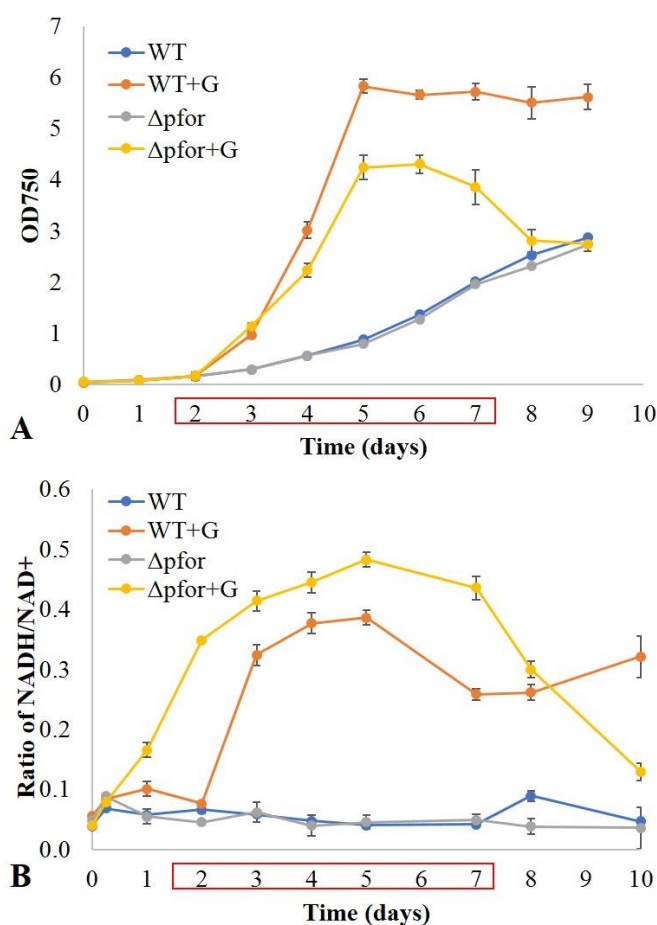 7
6
5
4
3
2
1
0
OD750
WT
WT+G
Δpfor
Δpfor+G
0 1 2 3 4 5 6 7 8 9 10
Time (days)
A
0.6
0.5
0.4
0.3
0.2
0.1
0.0
Ratio of NADH/NAD+
WT
WT+G
Δpfor
Δpfor+G
0 1 2 3 4 5 6 7 8 9 10
Time (days)
B